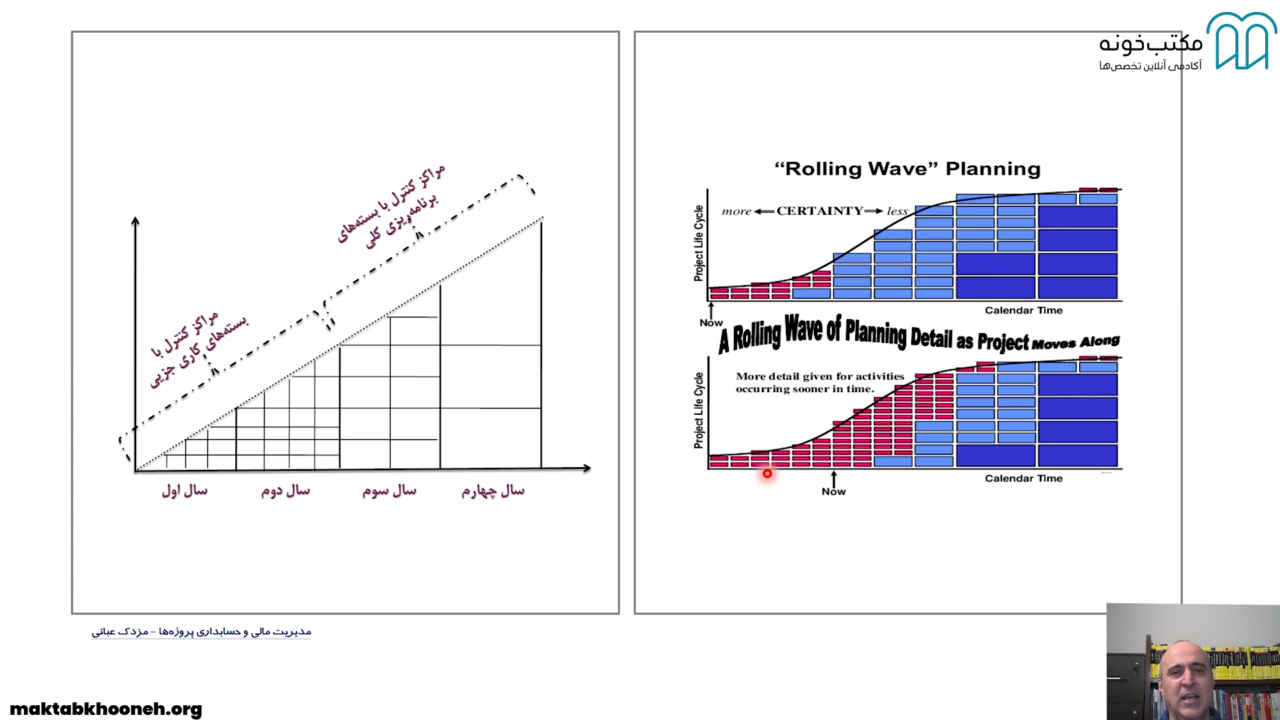 مکتب‌خونه
آکادمی آنلاین تخصص‌ها
مراکز کنترل با بسته‌های
برنامه‌ریزی کلی
مراکز کنترل با
بسته‌های کاری جزیی
سال اول
سال دوم
سال سوم
سال چهارم
“Rolling Wave” Planning
Project Life Cycle
more CERTAINTY less
Now
Calendar Time
A Rolling Wave of Planning Detail as Project Moves Along
Project Life Cycle
More detail given for activities
occurring sooner in time.
Now
Calendar Time
مدیریت مالی و حسابداری پروژه‌ها – مزدک عبائی
maktabkhooneh.org